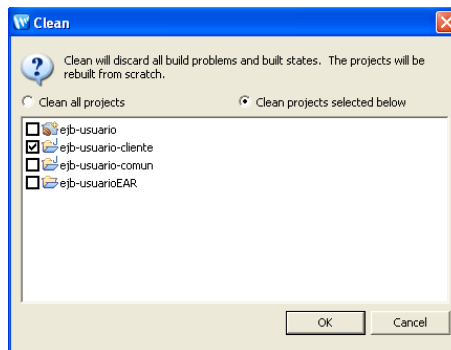 Clean
Clean will discard all build problems and built states. The projects will be
rebuilt from scratch.
Clean all projects
Clean projects selected below
ejb-usuario
ejb-usuario-cliente
ejb-usuario-comun
ejb-usuarioEAR
OK
Cancel